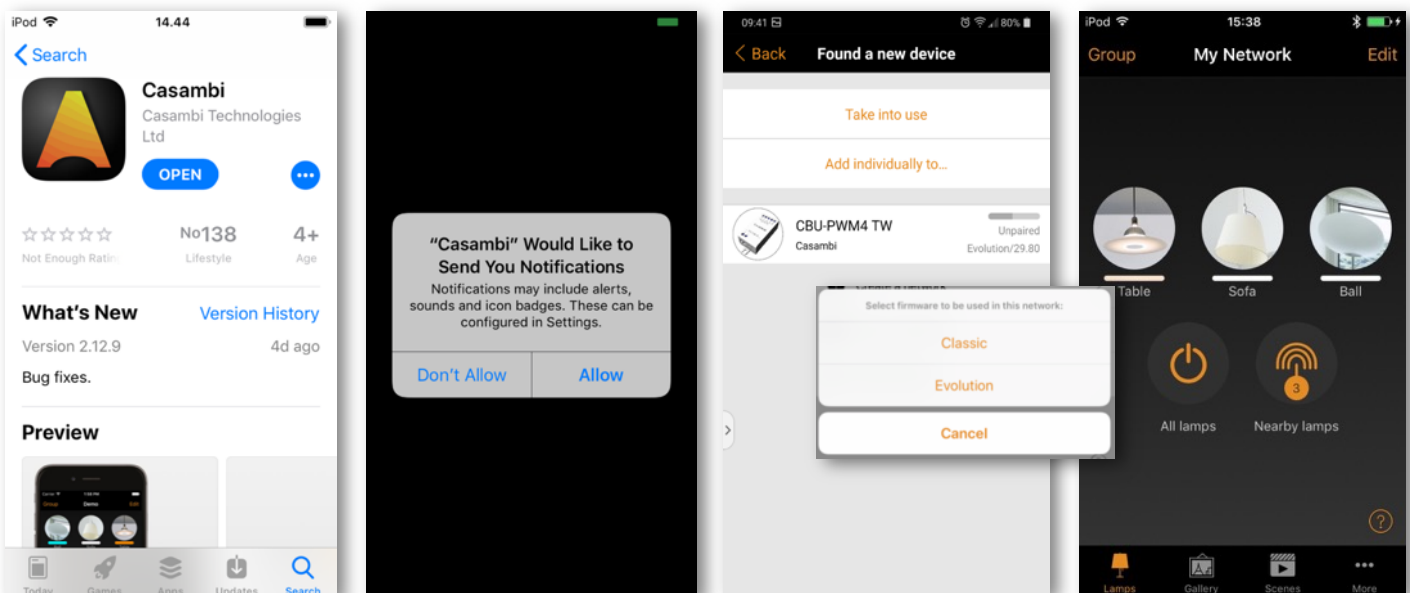 iPod 14.44
Search
Casambi
Casambi Technologies
Ltd
OPEN
No138
4+
Not Enough Ratin
Lifestyle
Age
What's New
Version History
Version 2.12.9
4d ago
Bug fixes.
Preview
Group
Demo
Edit
Today
Games
Apps
Updates
Search
"Casambi" Would Like to
Send You Notifications
Notifications may include alerts,
sounds and icon badges. These can be
configured in Settings.
Don't Allow
Allow
09:41
80%
Back
Found a new device
Take into use
Add individually to...
CBU-PWM4 TW
Unpaired
Casambi
Evolution/29.80
Create a network
Select firmware to be used in this network:
Classic
Evolution
Cancel
iPod 15:38
Group
My Network
Edit
Table
Sofa
Ball
3
All lamps
Nearby lamps
?
Lamps
Gallery
Scenes
More